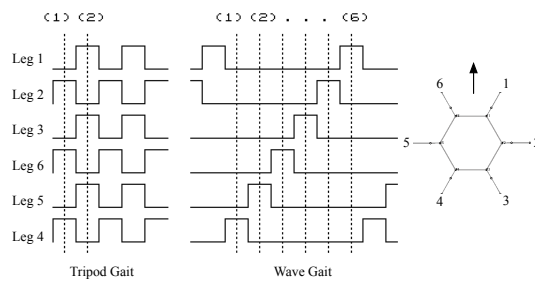 (1) (2)
(1) (2) . . . (6)
Leg 1
Leg 2
Leg 3
Leg 6
Leg 5
Leg 4
Tripod Gait
Wave Gait
6 1
5 2
4 3